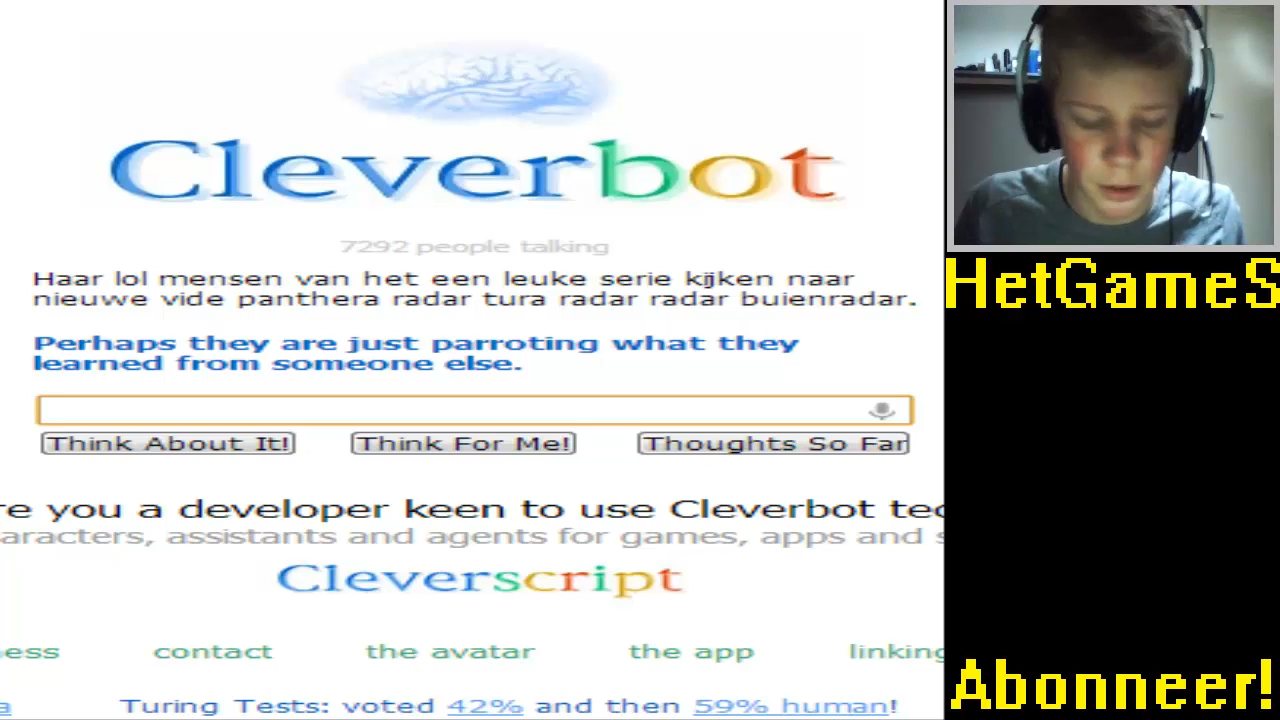 Cleverbot
7292 people talking
Haar lol mensen van het een leuke serie kijken naar
nieuwe vide panthera radar tura radar radar buienradar.
Perhaps they are just parroting what they
learned from someone else.
Think About It! Think For Me! Thoughts So Far
re you a developer keen to use Cleverbot tec
aracters, assistants and agents for games, apps and s
Cleverscript
ess contact the avatar the app linking
a Turing Tests: voted 42% and then 59% human!
HetGameS
Abonneer!